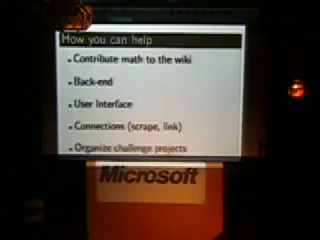 How you can help
Contribute math to the wiki
Back-end
User Interface
Connections (scrape, link)
Organize challenge projects
Microsoft